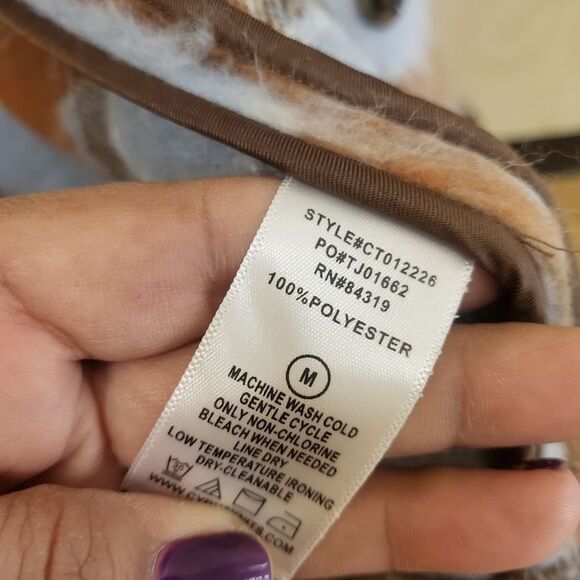 STYLE#CT012226
PO#TJ01662
RN#84319
100%POLYESTER
M
MACHINE WASH COLD
GENTLE CYCLE
ONLY NON-CHLORINE
BLEACH WHEN NEEDED
LINE DRY
LOW TEMPERATURE IRONING
DRY-CLEANABLE
30°